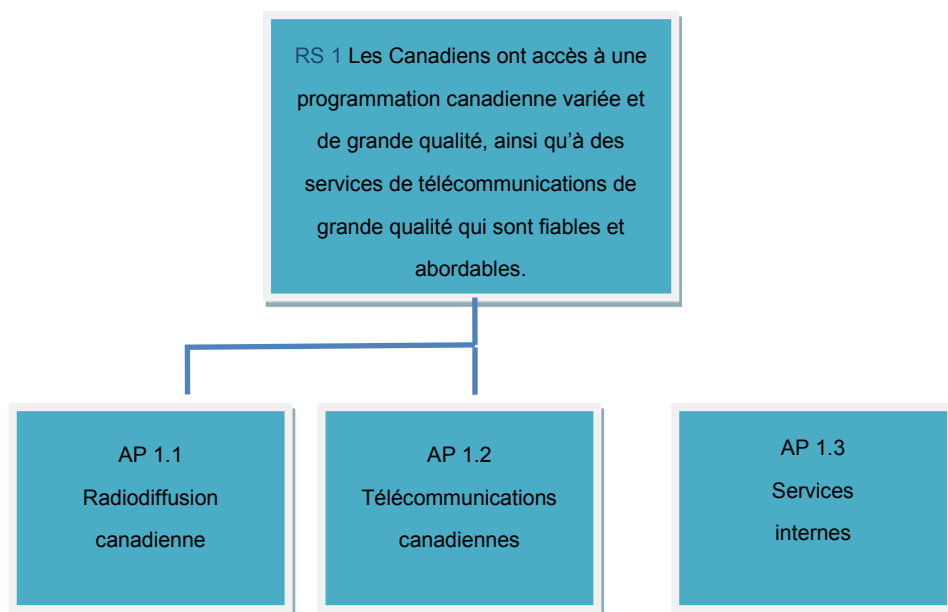 RS 1 Les Canadiens ont accès à une
programmation canadienne variée et
de grande qualité, ainsi qu’à des
services de télécommunications de
grande qualité qui sont fiables et
abordables.
AP 1.1
Radiodiffusion
canadienne
AP 1.2
Télécommunications
canadiennes
AP 1.3
Services
internes